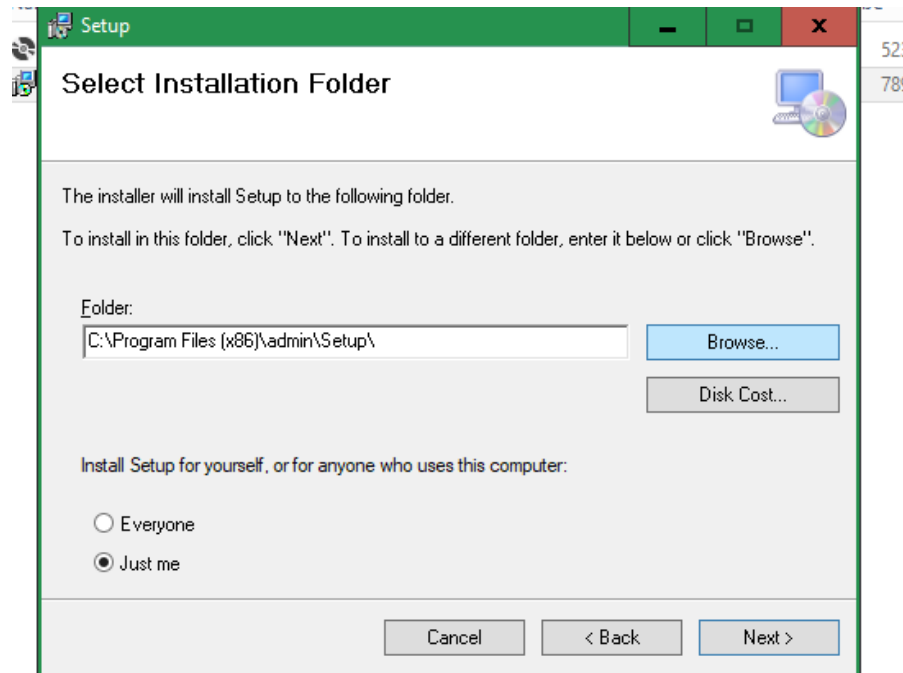 Setup
523
789
Select Installation Folder
The installer will install Setup to the following folder.
To install in this folder, click "Next". To install to a different folder, enter it below or click "Browse".
Folder:
C:\Program Files (x86)\admin\Setup\
Browse...
Disk Cost...
Install Setup for yourself, or for anyone who uses this computer:
Everyone
Just me
Cancel
< Back
Next >